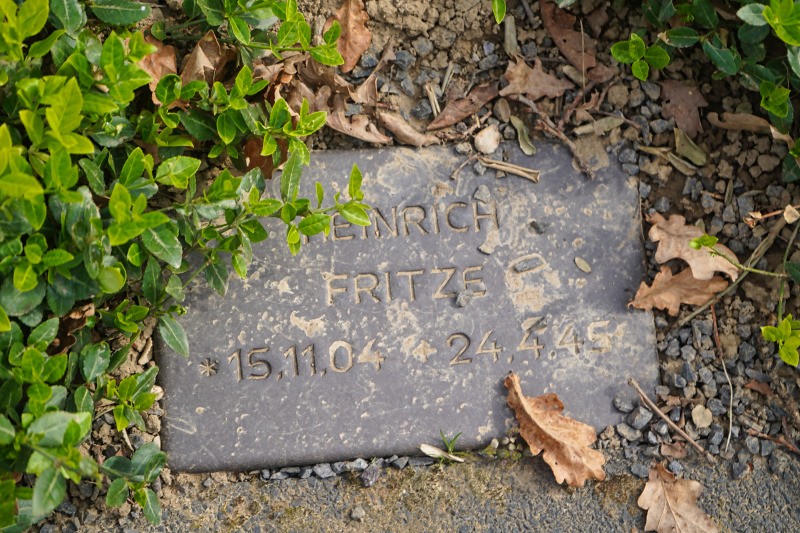 HEINRICH
FRITZE
* 15.11.04 + 24.4.45